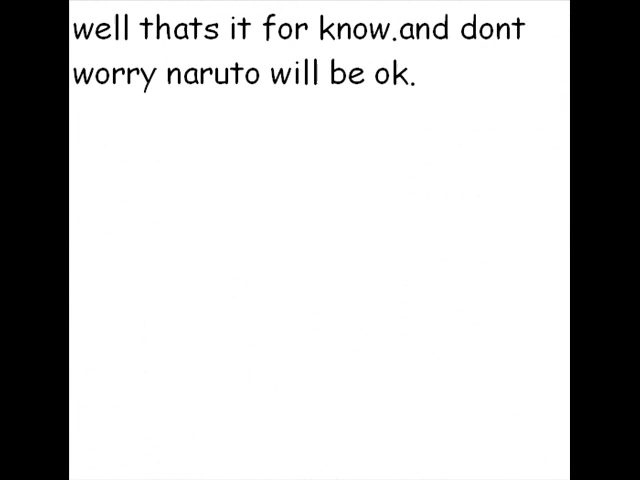 well thats it for know.and dont
worry naruto will be ok.